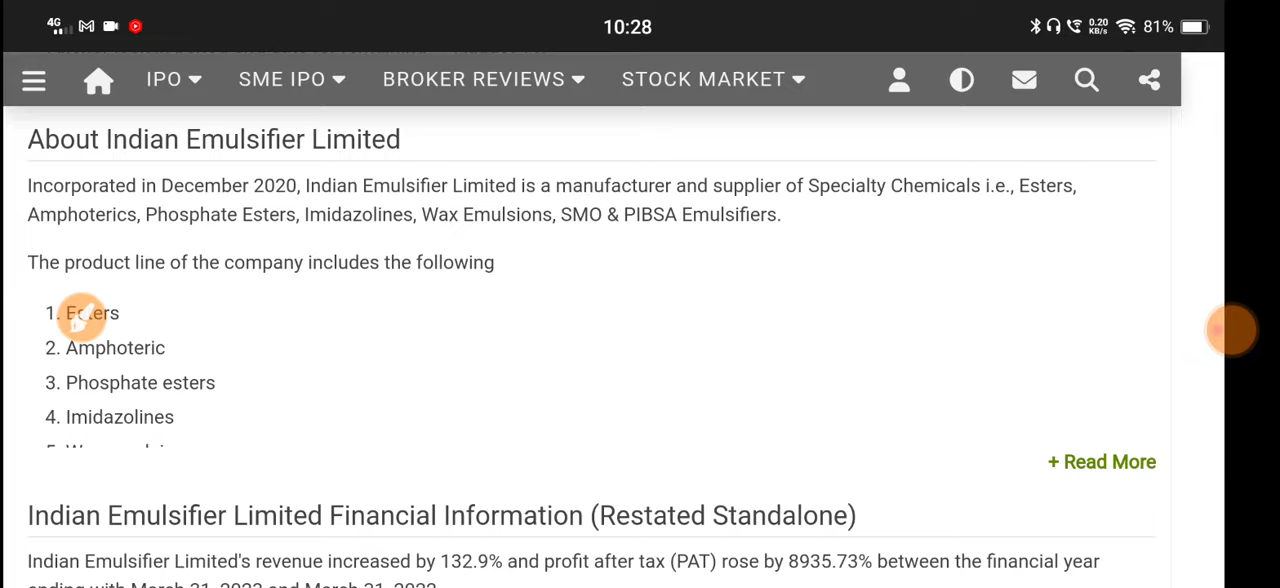 4G 10:28 0.20 KB/s 81%
IPO SME IPO BROKER REVIEWS STOCK MARKET
About Indian Emulsifier Limited
Incorporated in December 2020, Indian Emulsifier Limited is a manufacturer and supplier of Specialty Chemicals i.e., Esters,
Amphoterics, Phosphate Esters, Imidazolines, Wax Emulsions, SMO & PIBSA Emulsifiers.
The product line of the company includes the following
1. Esters
2. Amphoteric
3. Phosphate esters
4. Imidazolines
+ Read More
Indian Emulsifier Limited Financial Information (Restated Standalone)
Indian Emulsifier Limited's revenue increased by 132.9% and profit after tax (PAT) rose by 8935.73% between the financial year